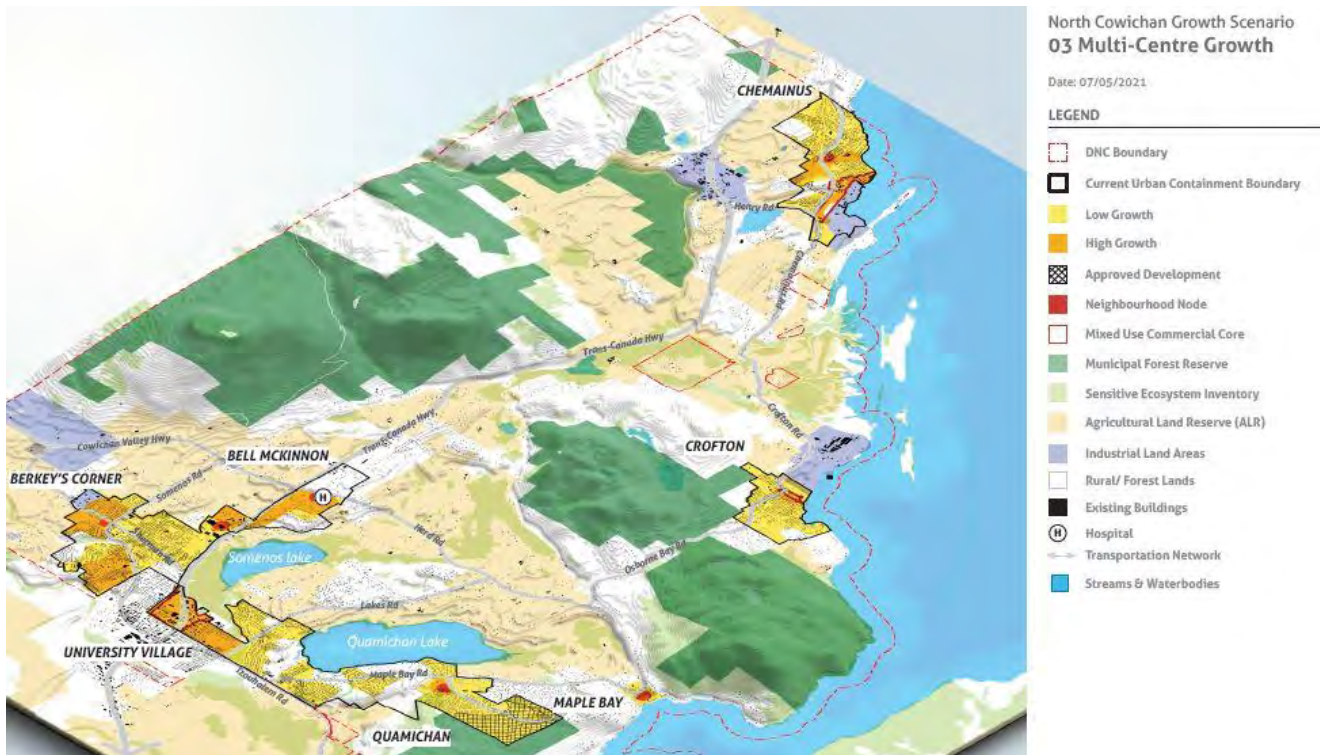 North Cowichan Growth Scenario
03 Multi-Centre Growth
Date: 07/05/2021
LEGEND
DNC Boundary
Current Urban Containment Boundary
Low Growth
High Growth
Approved Development
Neighbourhood Node
Mixed Use Commercial Core
Municipal Forest Reserve
Sensitive Ecosystem Inventory
Agricultural Land Reserve (ALR)
Industrial Land Areas
Rural/ Forest Lands
Existing Buildings
H
Hospital
Transportation Network
Streams & Waterbodies
CHEMAINUS
Henry Rd
Chemainus Rd
Trans-Canada Hwy
Crofton Rd
CROFTON
Cowichan Valley Hwy
Trans-Canada Hwy
BELL MCKINNON
BERKEY'S CORNER
Somenos Rd
H
Herd Rd
Somenos lake
Osborne Bay Rd
Lakes Rd
Quamichan Lake
UNIVERSITY VILLAGE
Tzouhalem Rd
Maple Bay Rd
MAPLE BAY
QUAMICHAN